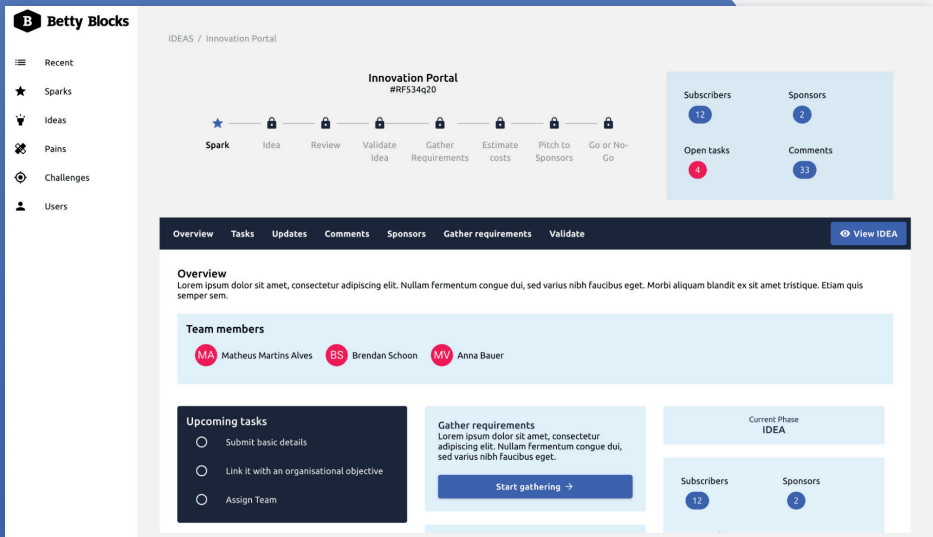 B Betty Blocks
Recent
Sparks
Ideas
Pains
Challenges
Users
IDEAS / Innovation Portal
Innovation Portal
#RF534q20
Spark
Idea
Review
Validate
Idea
Gather
Requirements
Estimate
costs
Pitch to
Sponsors
Go or No-
Go
Subscribers
12
Sponsors
2
Open tasks
4
Comments
33
Overview Tasks Updates Comments Sponsors Gather requirements Validate View IDEA
Overview
Lorem ipsum dolor sit amet, consectetur adipiscing elit. Nullam fermentum congue dui, sed varius nibh faucibus eget. Morbi aliquam blandit ex sit amet tristique. Etiam quis
semper sem.
Team members
MA Matheus Martins Alves BS Brendan Schoon MV Anna Bauer
Upcoming tasks
Submit basic details
Link it with an organisational objective
Assign Team
Gather requirements
Lorem ipsum dolor sit amet, consectetur
adipiscing elit. Nullam fermentum congue dui,
sed varius nibh faucibus eget.
Start gathering →
Current Phase
IDEA
Subscribers
12
Sponsors
2